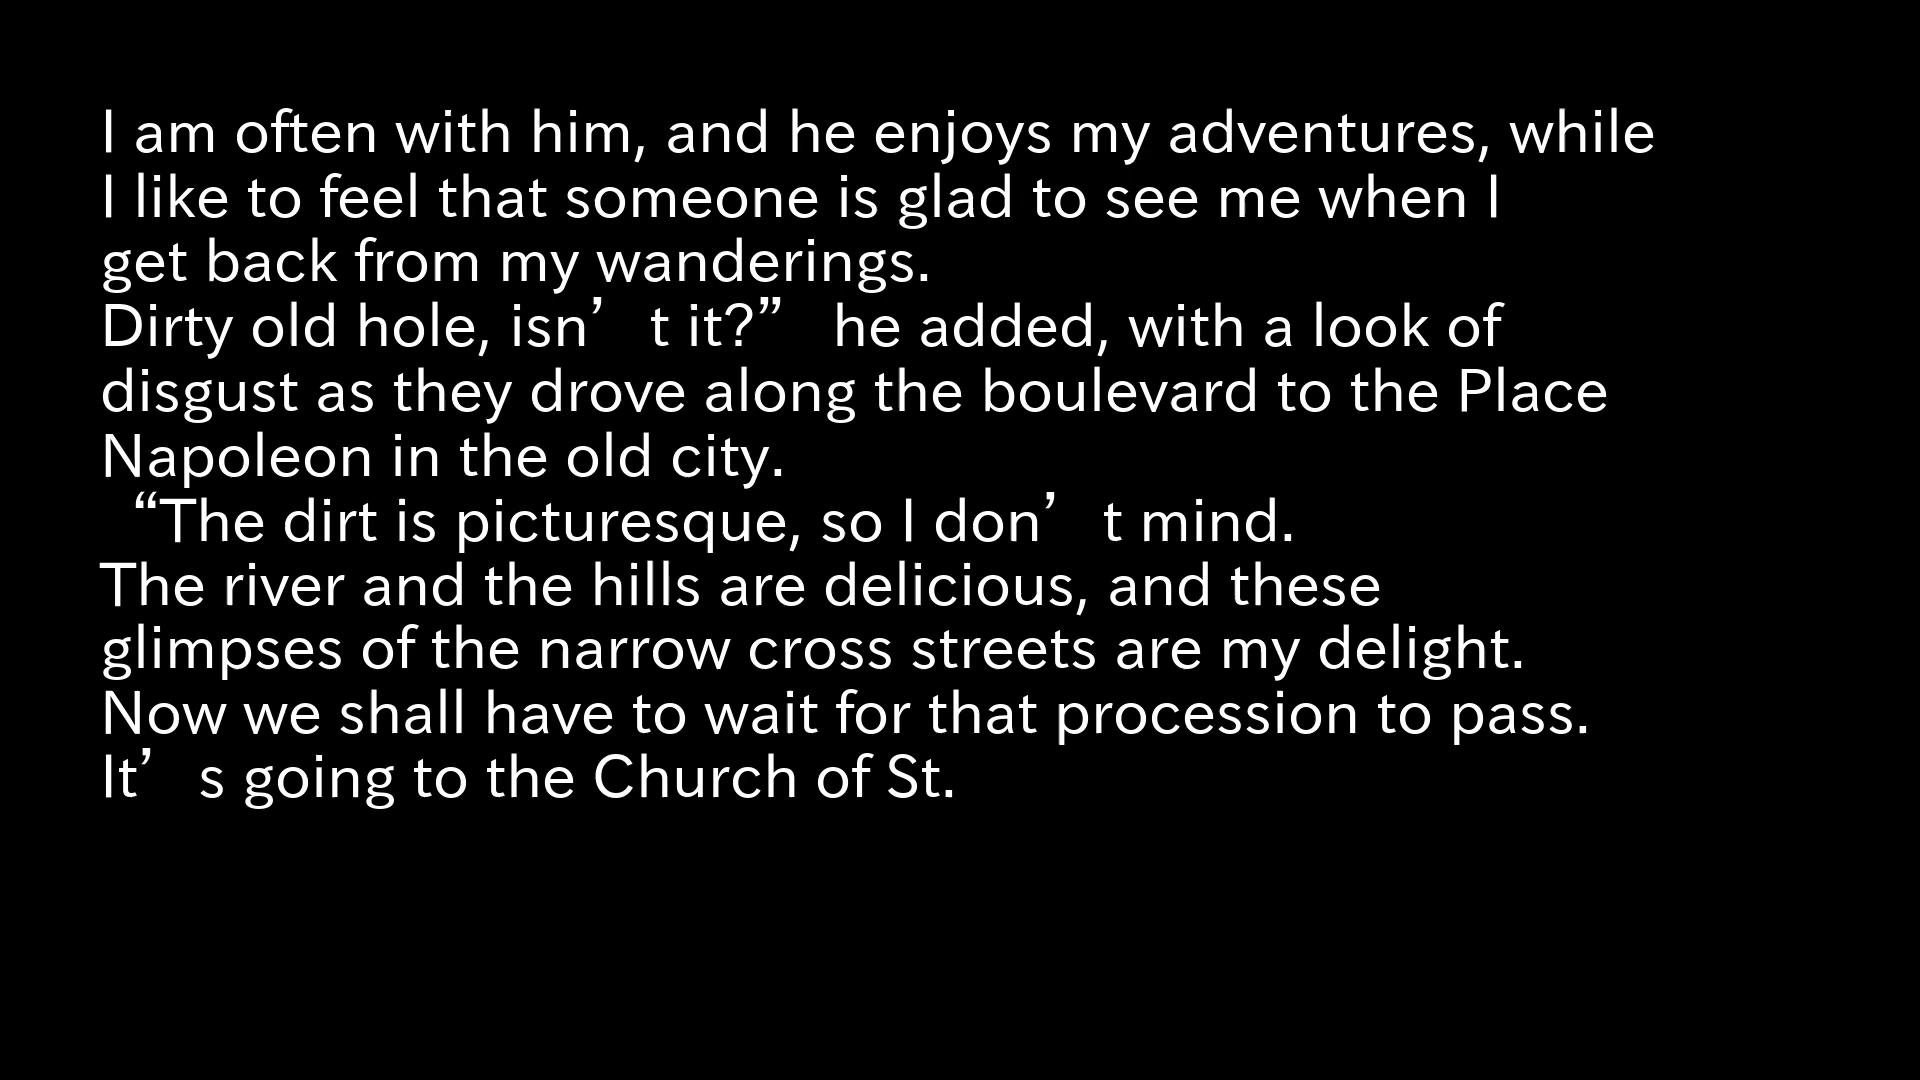 I am often with him, and he enjoys my adventures, while
I like to feel that someone is glad to see me when I
get back from my wanderings.
Dirty old hole, isn’t it?” he added, with a look of
disgust as they drove along the boulevard to the Place
Napoleon in the old city.
“The dirt is picturesque, so I don’t mind.
The river and the hills are delicious, and these
glimpses of the narrow cross streets are my delight.
Now we shall have to wait for that procession to pass.
It’s going to the Church of St.